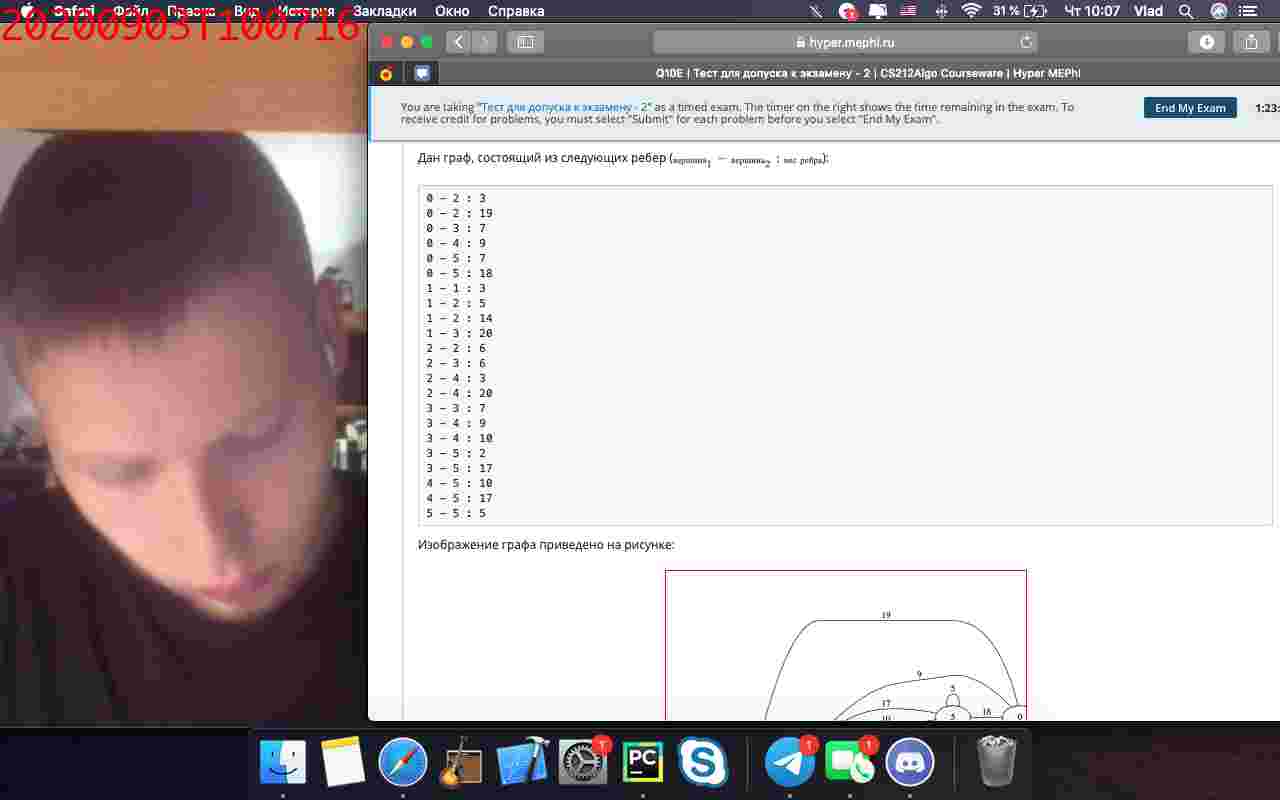 Safari Файл Правка Вид История Закладки Окно Справка 31 % Чт 10:07 Vlad
20200903T100716
hyper.mephi.ru
Q10E | Тест для допуска к экзамену - 2 | CS212Algo Courseware | Hyper MEPhI
You are taking "Тест для допуска к экзамену - 2" as a timed exam. The timer on the right shows the time remaining in the exam. To
receive credit for problems, you must select "Submit" for each problem before you select "End My Exam".
End My Exam
1:23:
Дан граф, состоящий из следующих рёбер (вершина1 − вершина2 : вес ребра):
0 – 2 : 3
0 – 2 : 19
0 – 3 : 7
0 – 4 : 9
0 – 5 : 7
0 – 5 : 18
1 – 1 : 3
1 – 2 : 5
1 – 2 : 14
1 – 3 : 20
2 – 2 : 6
2 – 3 : 6
2 – 4 : 3
2 – 4 : 20
3 – 3 : 7
3 – 4 : 9
3 – 4 : 10
3 – 5 : 2
3 – 5 : 17
4 – 5 : 10
4 – 5 : 17
5 – 5 : 5
Изображение графа приведено на рисунке:
19
9
5
17
18
10
5
0
PC
1
1
1